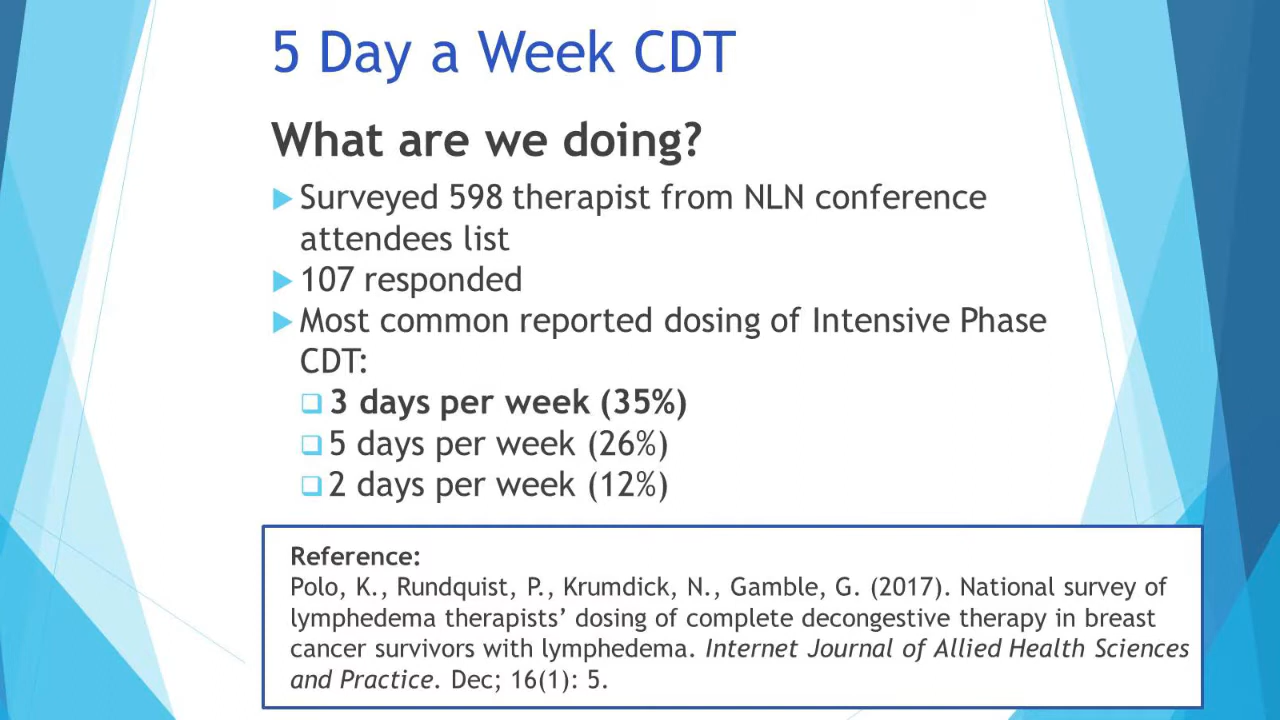 5 Day a Week CDT
What are we doing?
Surveyed 598 therapist from NLN conference
attendees list
107 responded
Most common reported dosing of Intensive Phase
CDT:
3 days per week (35%)
5 days per week (26%)
2 days per week (12%)
Reference:
Polo, K., Rundquist, P., Krumdick, N., Gamble, G. (2017). National survey of
lymphedema therapists’ dosing of complete decongestive therapy in breast
cancer survivors with lymphedema. Internet Journal of Allied Health Sciences
and Practice. Dec; 16(1): 5.